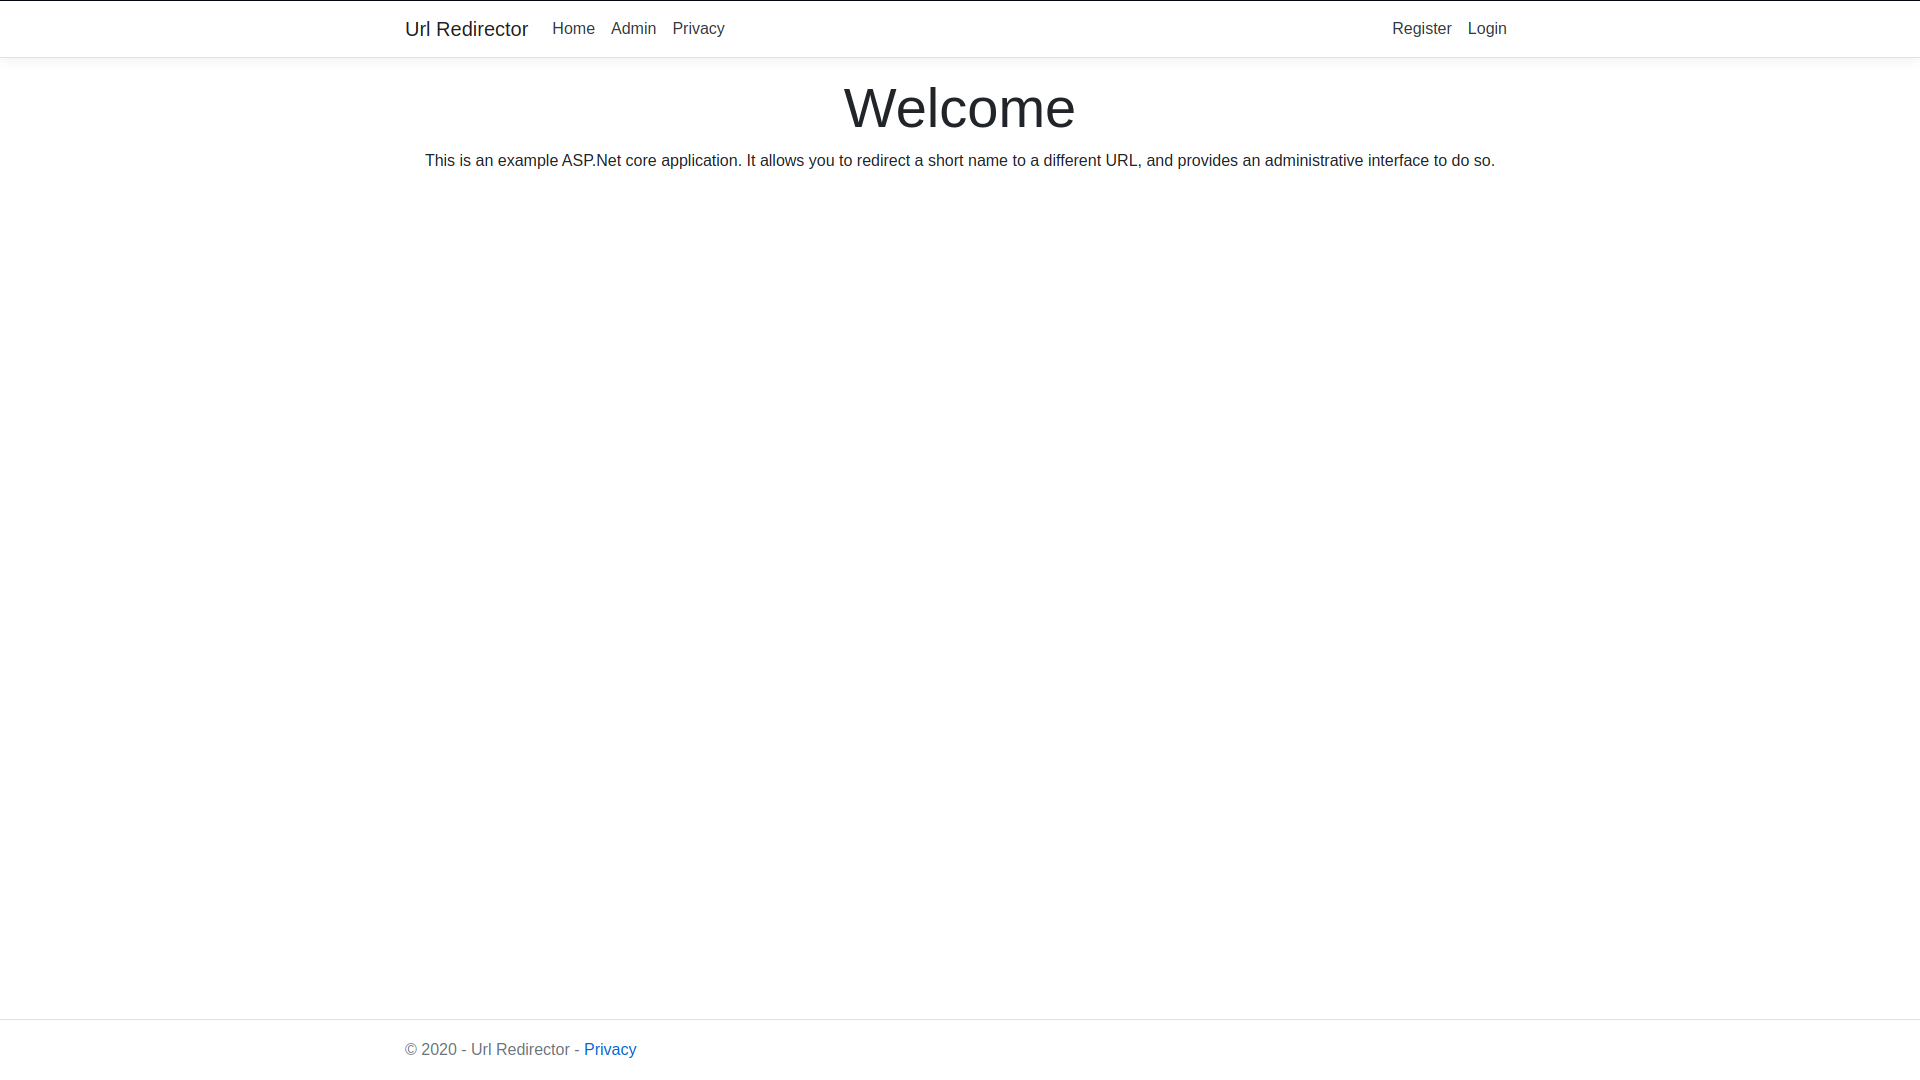 Url Redirector Home Admin Privacy Register Login
Welcome
This is an example ASP.Net core application. It allows you to redirect a short name to a different URL, and provides an administrative interface to do so.
© 2020 - Url Redirector - Privacy